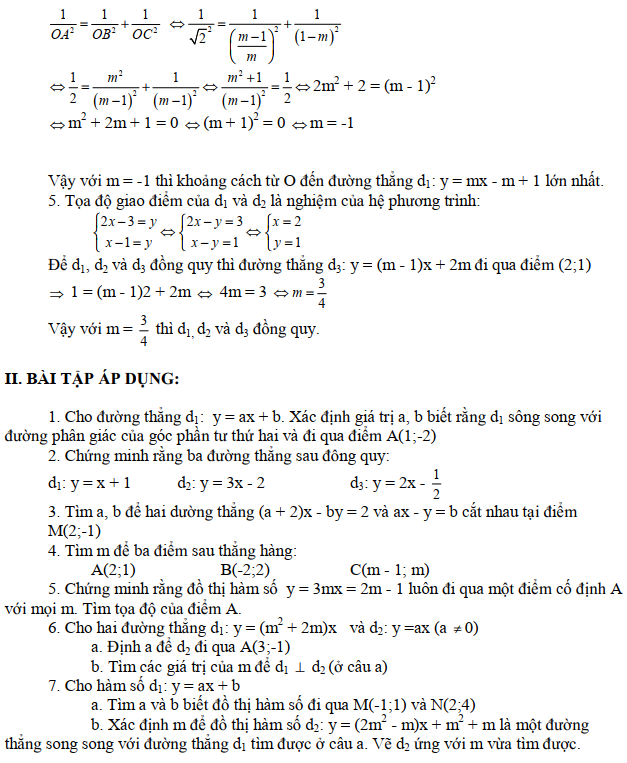 1/OA² = 1/OB² + 1/OC² ⇔ 1/√2² = 1/((m−1)/m)² + 1/(1−m)²
⇔ 1/2 = m²/(m−1)² + 1/(m−1)² ⇔ (m²+1)/(m−1)² = 1/2 ⇔ 2m² + 2 = (m - 1)²
⇔ m² + 2m + 1 = 0 ⇔ (m + 1)² = 0 ⇔ m = -1
Vậy với m = -1 thì khoảng cách từ O đến đường thẳng d₁: y = mx - m + 1 lớn nhất.
5. Tọa độ giao điểm của d₁ và d₂ là nghiệm của hệ phương trình:
{2x−3 = y ⇔ {2x−y = 3 ⇔ {x = 2
{x−1 = y {x−y = 1 {y = 1
Để d₁, d₂ và d₃ đồng quy thì đường thẳng d₃: y = (m - 1)x + 2m đi qua điểm (2;1)
⇒ 1 = (m - 1)2 + 2m ⇔ 4m = 3 ⇔ m = 3/4
Vậy với m = 3/4 thì d₁, d₂ và d₃ đồng quy.
II. BÀI TẬP ÁP DỤNG:
1. Cho đường thẳng d₁: y = ax + b. Xác định giá trị a, b biết rằng d₁ sông song với
đường phân giác của góc phần tư thứ hai và đi qua điểm A(1;-2)
2. Chứng minh rằng ba đường thẳng sau đông quy:
d₁: y = x + 1 d₂: y = 3x - 2 d₃: y = 2x - 1/2
3. Tìm a, b để hai dường thẳng (a + 2)x - by = 2 và ax - y = b cắt nhau tại điểm
M(2;-1)
4. Tìm m để ba điểm sau thẳng hàng:
A(2;1) B(-2;2) C(m - 1; m)
5. Chứng minh rằng đồ thị hàm số y = 3mx = 2m - 1 luôn đi qua một điểm cố định A
với mọi m. Tìm tọa độ của điểm A.
6. Cho hai đường thẳng d₁: y = (m² + 2m)x và d₂: y =ax (a ≠ 0)
a. Định a để d₂ đi qua A(3;-1)
b. Tìm các giá trị của m để d₁ ⊥ d₂ (ở câu a)
7. Cho hàm số d₁: y = ax + b
a. Tìm a và b biết đồ thị hàm số đi qua M(-1;1) và N(2;4)
b. Xác định m để đồ thị hàm số d₂: y = (2m² - m)x + m² + m là một đường
thẳng song song với đường thẳng d₁ tìm được ở câu a. Vẽ d₂ ứng với m vừa tìm được.